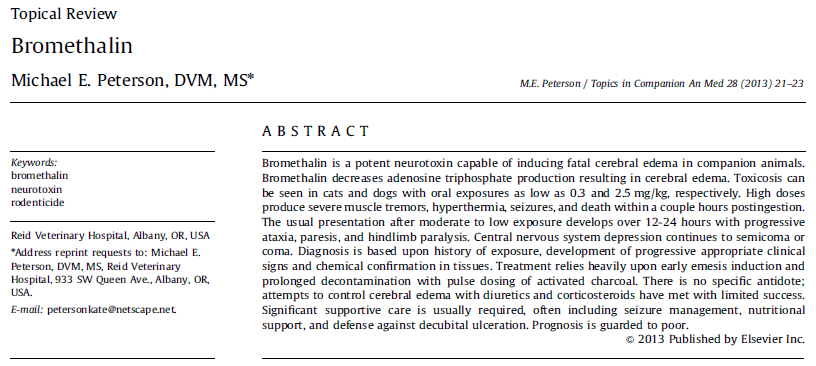 Topical Review
Bromethalin
Michael E. Peterson, DVM, MS*
M.E. Peterson / Topics in Companion An Med 28 (2013) 21–23
Keywords:
bromethalin
neurotoxin
rodenticide
Reid Veterinary Hospital, Albany, OR, USA
*Address reprint requests to: Michael E.
Peterson, DVM, MS, Reid Veterinary
Hospital, 933 SW Queen Ave., Albany, OR,
USA.
E-mail: petersonkate@netscape.net.
ABSTRACT
Bromethalin is a potent neurotoxin capable of inducing fatal cerebral edema in companion animals.
Bromethalin decreases adenosine triphosphate production resulting in cerebral edema. Toxicosis can
be seen in cats and dogs with oral exposures as low as 0.3 and 2.5 mg/kg, respectively. High doses
produce severe muscle tremors, hyperthermia, seizures, and death within a couple hours postingestion.
The usual presentation after moderate to low exposure develops over 12-24 hours with progressive
ataxia, paresis, and hindlimb paralysis. Central nervous system depression continues to semicoma or
coma. Diagnosis is based upon history of exposure, development of progressive appropriate clinical
signs and chemical confirmation in tissues. Treatment relies heavily upon early emesis induction and
prolonged decontamination with pulse dosing of activated charcoal. There is no specific antidote;
attempts to control cerebral edema with diuretics and corticosteroids have met with limited success.
Significant supportive care is usually required, often including seizure management, nutritional
support, and defense against decubital ulceration. Prognosis is guarded to poor.
© 2013 Published by Elsevier Inc.